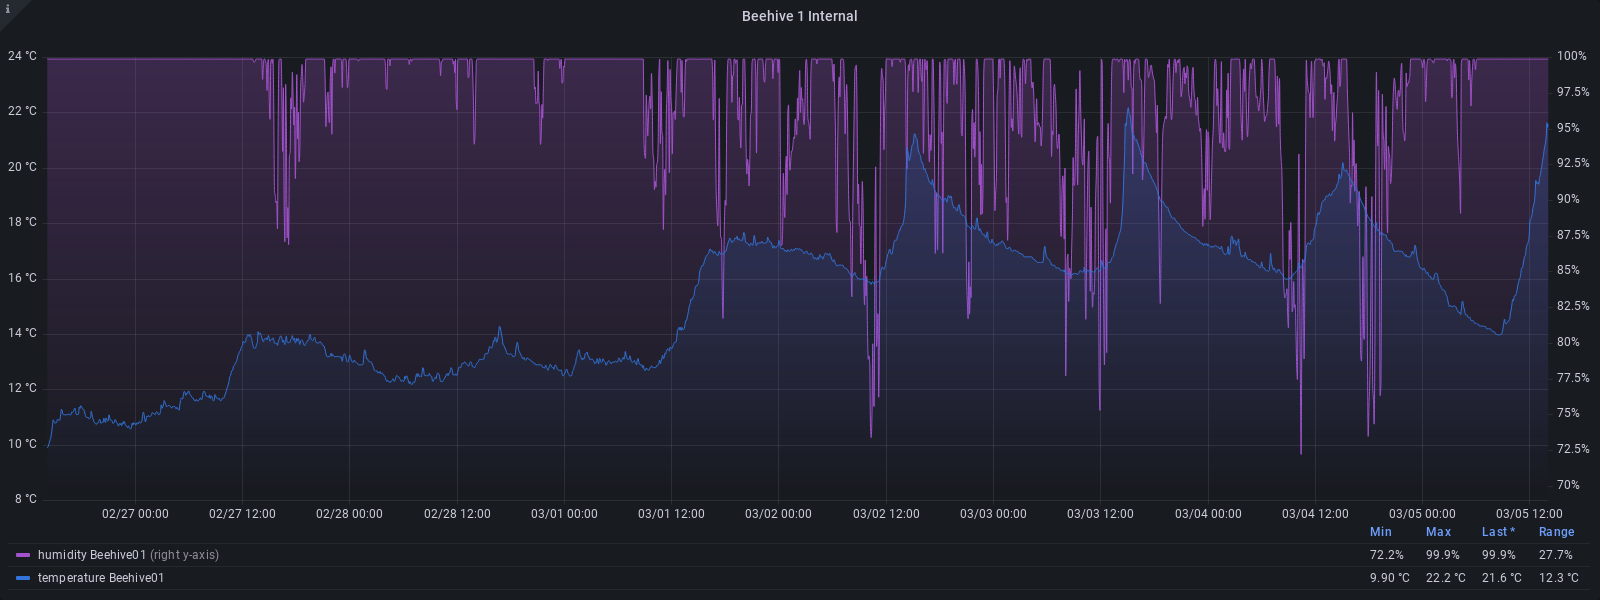 i
Beehive 1 Internal
24 °C
22 °C
20 °C
18 °C
16 °C
14 °C
12 °C
10 °C
8 °C
100%
97.5%
95%
92.5%
90%
87.5%
85%
82.5%
80%
77.5%
75%
72.5%
70%
02/27 00:00 02/27 12:00 02/28 00:00 02/28 12:00 03/01 00:00 03/01 12:00 03/02 00:00 03/02 12:00 03/03 00:00 03/03 12:00 03/04 00:00 03/04 12:00 03/05 00:00 03/05 12:00
Min Max Last * Range
humidity Beehive01 (right y-axis) 72.2% 99.9% 99.9% 27.7%
temperature Beehive01 9.90 °C 22.2 °C 21.6 °C 12.3 °C